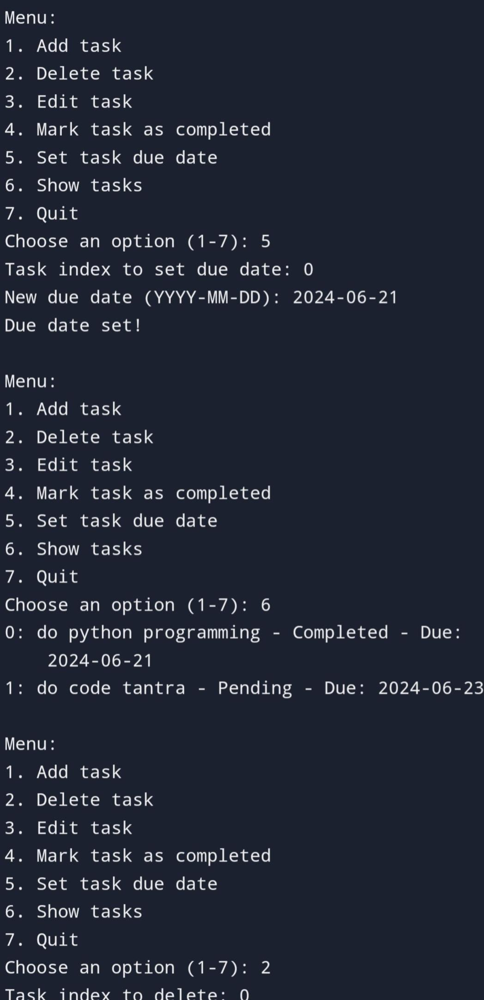 Menu:
1. Add task
2. Delete task
3. Edit task
4. Mark task as completed
5. Set task due date
6. Show tasks
7. Quit
Choose an option (1-7): 5
Task index to set due date: 0
New due date (YYYY-MM-DD): 2024-06-21
Due date set!

Menu:
1. Add task
2. Delete task
3. Edit task
4. Mark task as completed
5. Set task due date
6. Show tasks
7. Quit
Choose an option (1-7): 6
0: do python programming - Completed - Due:
2024-06-21
1: do code tantra - Pending - Due: 2024-06-23

Menu:
1. Add task
2. Delete task
3. Edit task
4. Mark task as completed
5. Set task due date
6. Show tasks
7. Quit
Choose an option (1-7): 2
Task index to delete: 0